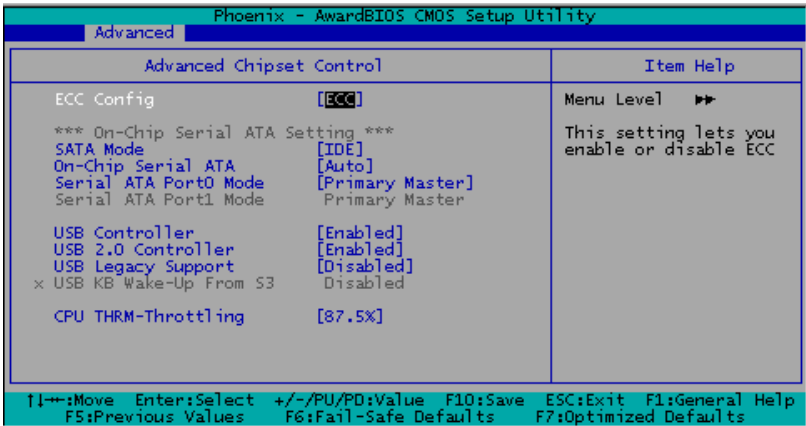 Phoenix - AwardBIOS CMOS Setup Utility
Advanced
Advanced Chipset Control
Item Help
ECC Config [ECC]
Menu Level ▶▶
*** On-Chip Serial ATA Setting ***
This setting lets you
SATA Mode [IDE]
enable or disable ECC
On-Chip Serial ATA [Auto]
Serial ATA Port0 Mode [Primary Master]
Serial ATA Port1 Mode Primary Master
USB Controller [Enabled]
USB 2.0 Controller [Enabled]
USB Legacy Support [Disabled]
x USB KB Wake-Up From S3 Disabled
CPU THRM-Throttling [87.5%]
↑↓→←:Move Enter:Select +/-/PU/PD:Value F10:Save ESC:Exit F1:General Help
F5:Previous Values F6:Fail-Safe Defaults F7:Optimized Defaults